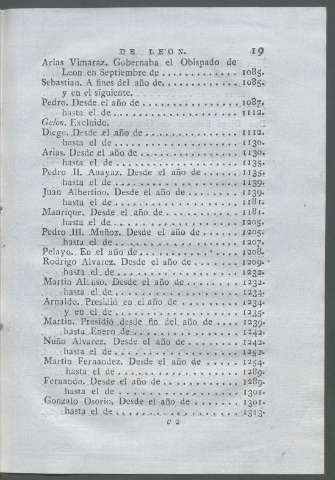 DE LEON. 19
Arias Vimaraz. Gobernaba el Obispado de
Leon en Septiembre de ............. 1085.
Sebastian. A fines del año de............ 1085.
y en el siguiente.
Pedro. Desde el año de ................ 1087.
hasta el de ....................... 1112.
Gelos. Excluido.
Diego. Desde el año de ................. 1112.
hasta el de ....................... 1130.
Arias. Desde el año de ................. 1130.
hasta el de ....................... 1135.
Pedro II. Anayaz. Desde el año de ...... 1135.
hasta el de ....................... 1139.
Juan Albertino. Desde el año de ........ 1139.
hasta el de ....................... 1181.
Manrique. Desde el año de ............. 1181.
hasta el de ....................... 1205.
Pedro III. Muñoz. Desde el año de ...... 1205.
hasta el de ....................... 1207.
Pelayo. En el año de ................... 1208.
Rodrigo Alvarez. Desde el año de ....... 1209.
hasta el de ....................... 1232.
Martin Alonso. Desde el año de ......... 1232.
hasta el de ....................... 1234.
Arnaldo. Presidió en el año de .......... 1234.
y en el de ........................ 1235.
Martin. Presidió desde fin del año de ... 1239.
hasta Enero de .................... 1242.
Nuño Alvarez. Desde el año de ......... 1242.
hasta el de ....................... 1252.
Martin Fernandez. Desde el año de ..... 1254.
hasta el de ....................... 1289.
Fernando. Desde el año de ............. 1289.
hasta el de ....................... 1301.
Gonzalo Osorio. Desde el año de ....... 1301.
hasta el de ....................... 1313.
C 2